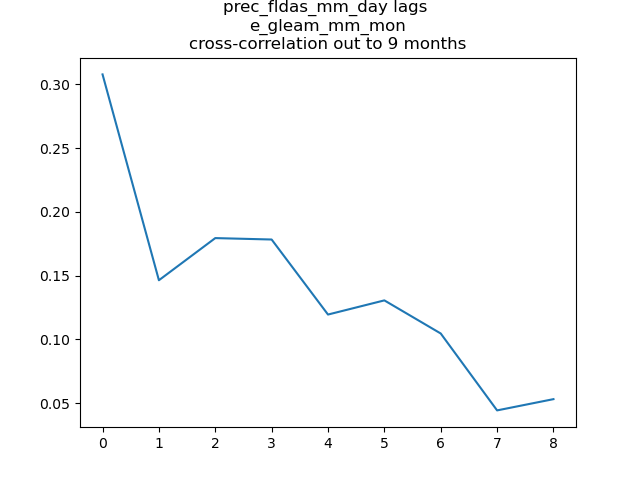 prec_fldas_mm_day lags
e_gleam_mm_mon
cross-correlation out to 9 months
0.30
0.25
0.20
0.15
0.10
0.05
0 1 2 3 4 5 6 7 8